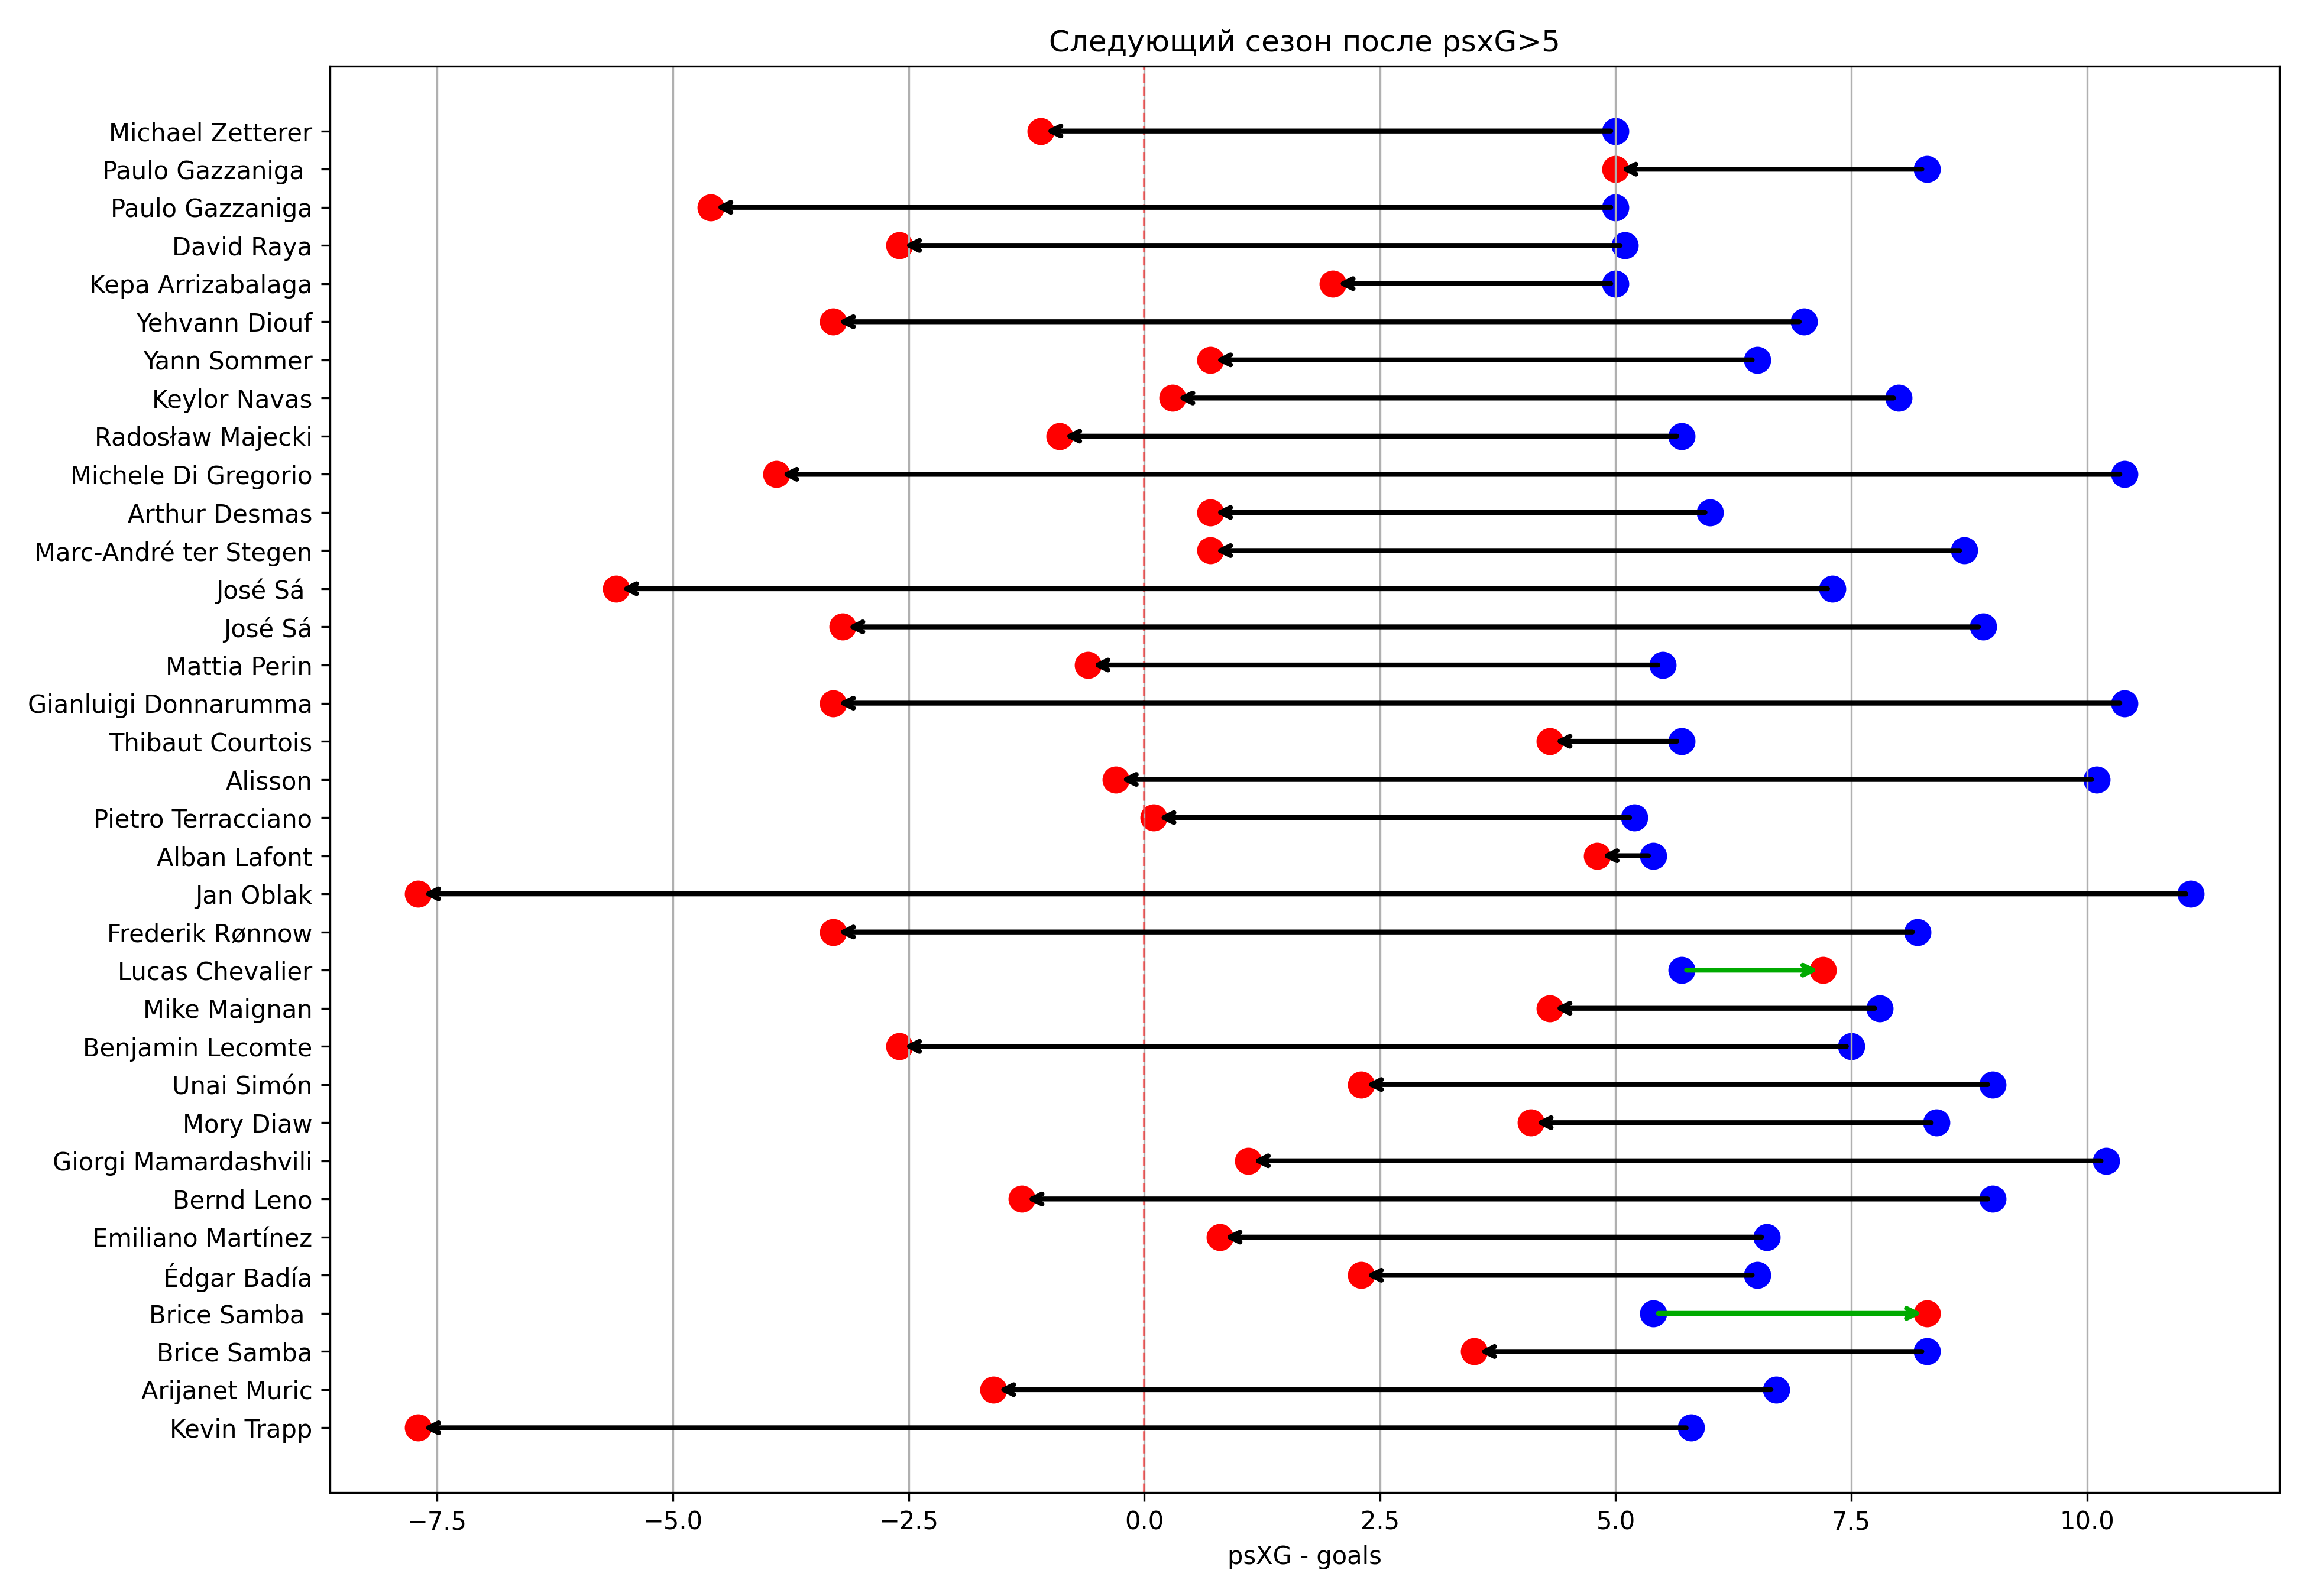 Следующий сезон после psxG>5
Michael Zetterer
Paulo Gazzaniga
Paulo Gazzaniga
David Raya
Kepa Arrizabalaga
Yehvann Diouf
Yann Sommer
Keylor Navas
Radosław Majecki
Michele Di Gregorio
Arthur Desmas
Marc-André ter Stegen
José Sá
José Sá
Mattia Perin
Gianluigi Donnarumma
Thibaut Courtois
Alisson
Pietro Terracciano
Alban Lafont
Jan Oblak
Frederik Rønnow
Lucas Chevalier
Mike Maignan
Benjamin Lecomte
Unai Simón
Mory Diaw
Giorgi Mamardashvili
Bernd Leno
Emiliano Martínez
Édgar Badía
Brice Samba
Brice Samba
Arijanet Muric
Kevin Trapp
−7.5 −5.0 −2.5 0.0 2.5 5.0 7.5 10.0
psXG - goals